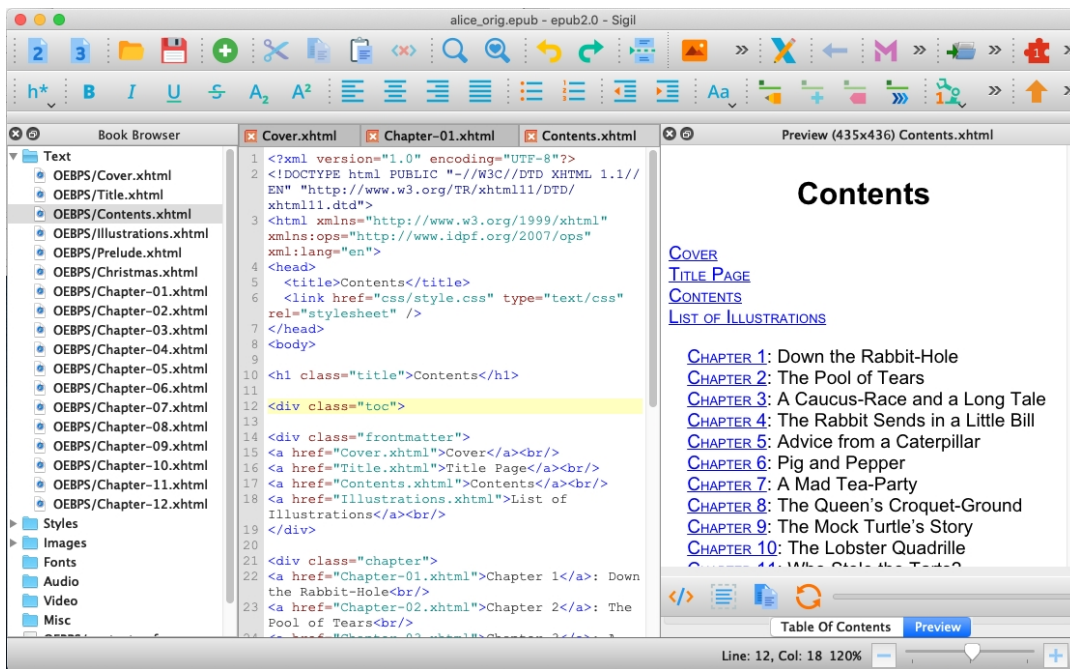 alice_orig.epub - epub2.0 - Sigil
2 3 1
h* B I U S A2 A² Aa
Book Browser
Text
OEBPS/Cover.xhtml
OEBPS/Title.xhtml
OEBPS/Contents.xhtml
OEBPS/Illustrations.xhtml
OEBPS/Prelude.xhtml
OEBPS/Christmas.xhtml
OEBPS/Chapter-01.xhtml
OEBPS/Chapter-02.xhtml
OEBPS/Chapter-03.xhtml
OEBPS/Chapter-04.xhtml
OEBPS/Chapter-05.xhtml
OEBPS/Chapter-06.xhtml
OEBPS/Chapter-07.xhtml
OEBPS/Chapter-08.xhtml
OEBPS/Chapter-09.xhtml
OEBPS/Chapter-10.xhtml
OEBPS/Chapter-11.xhtml
OEBPS/Chapter-12.xhtml
Styles
Images
Fonts
Audio
Video
Misc
Cover.xhtml Chapter-01.xhtml Contents.xhtml
1 <?xml version="1.0" encoding="UTF-8"?>
2 <!DOCTYPE html PUBLIC "-//W3C//DTD XHTML 1.1//
EN" "http://www.w3.org/TR/xhtml11/DTD/
xhtml11.dtd">
3 <html xmlns="http://www.w3.org/1999/xhtml"
xmlns:ops="http://www.idpf.org/2007/ops"
xml:lang="en">
4 <head>
5 <title>Contents</title>
6 <link href="css/style.css" type="text/css"
rel="stylesheet" />
7 </head>
8 <body>
9
10 <h1 class="title">Contents</h1>
11
12 <div class="toc">
13
14 <div class="frontmatter">
15 <a href="Cover.xhtml">Cover</a><br/>
16 <a href="Title.xhtml">Title Page</a><br/>
17 <a href="Contents.xhtml">Contents</a><br/>
18 <a href="Illustrations.xhtml">List of
Illustrations</a><br/>
19 </div>
20
21 <div class="chapter">
22 <a href="Chapter-01.xhtml">Chapter 1</a>: Down
the Rabbit-Hole<br/>
23 <a href="Chapter-02.xhtml">Chapter 2</a>: The
Pool of Tears<br/>
Preview (435x436) Contents.xhtml
Contents
Cover
Title Page
Contents
List of Illustrations
Chapter 1: Down the Rabbit-Hole
Chapter 2: The Pool of Tears
Chapter 3: A Caucus-Race and a Long Tale
Chapter 4: The Rabbit Sends in a Little Bill
Chapter 5: Advice from a Caterpillar
Chapter 6: Pig and Pepper
Chapter 7: A Mad Tea-Party
Chapter 8: The Queen’s Croquet-Ground
Chapter 9: The Mock Turtle’s Story
Chapter 10: The Lobster Quadrille
Table Of Contents Preview
Line: 12, Col: 18 120%